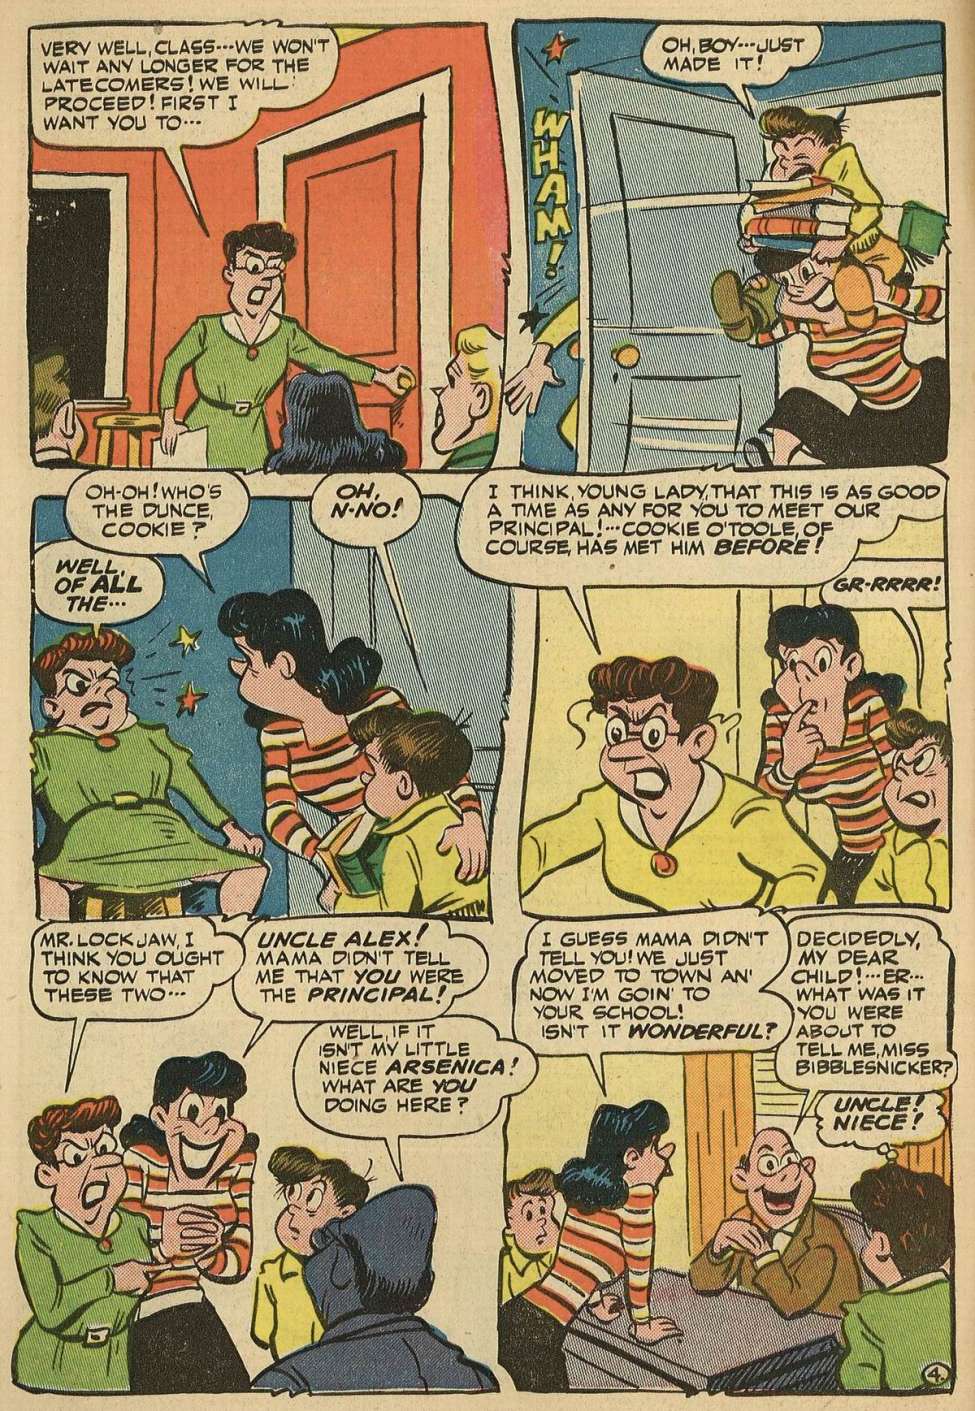 VERY WELL, CLASS---WE WON'T
WAIT ANY LONGER FOR THE
LATECOMERS! WE WILL
PROCEED! FIRST I
WANT YOU TO---
OH, BOY---JUST
MADE IT!
WHAM!
WELL,
OF ALL
THE---
OH-OH! WHO'S
THE DUNCE,
COOKIE?
OH,
N-NO!
I THINK, YOUNG LADY, THAT THIS IS AS GOOD
A TIME AS ANY FOR YOU TO MEET OUR
PRINCIPAL!---COOKIE O'TOOLE, OF
COURSE, HAS MET HIM BEFORE!
GR-RRRR!
MR. LOCKJAW, I
THINK YOU OUGHT
TO KNOW THAT
THESE TWO---
UNCLE ALEX!
MAMA DIDN'T TELL
ME THAT YOU WERE
THE PRINCIPAL!
WELL, IF IT
ISN'T MY LITTLE
NIECE ARSENICA!
WHAT ARE YOU
DOING HERE?
I GUESS MAMA DIDN'T
TELL YOU! WE JUST
MOVED TO TOWN AN'
NOW I'M GOIN' TO
YOUR SCHOOL!
ISN'T IT WONDERFUL?
DECIDEDLY,
MY DEAR
CHILD!---ER---
WHAT WAS IT
YOU WERE
ABOUT TO
TELL ME, MISS
BIBBLESNICKER?
UNCLE!
NIECE!
4.